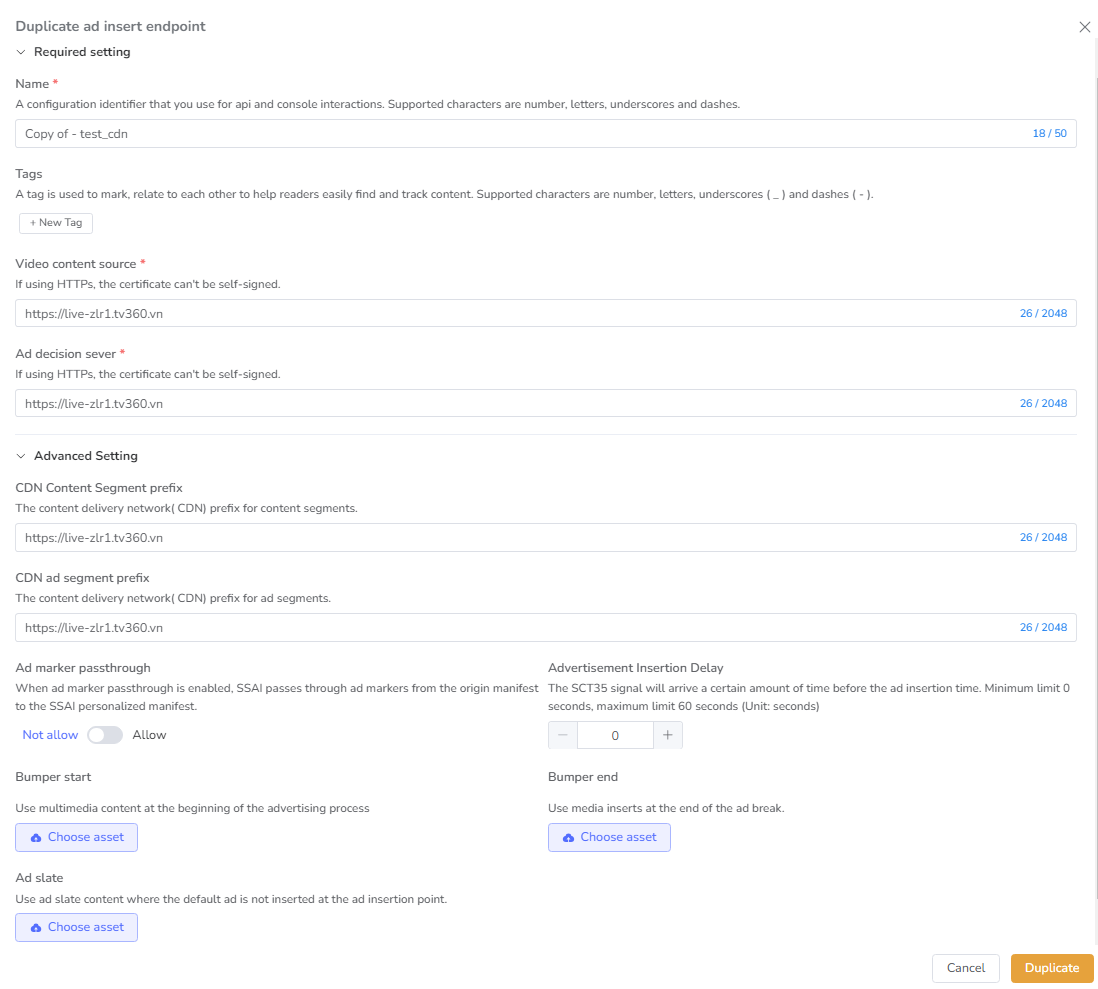 Duplicate ad insert endpoint
Required setting
Name *
A configuration identifier that you use for api and console interactions. Supported characters are number, letters, underscores and dashes.
Copy of - test_cdn 18 / 50
Tags
A tag is used to mark, relate to each other to help readers easily find and track content. Supported characters are number, letters, underscores ( _ ) and dashes ( - ).
+ New Tag
Video content source *
If using HTTPs, the certificate can't be self-signed.
https://live-zlr1.tv360.vn 26 / 2048
Ad decision sever *
If using HTTPs, the certificate can't be self-signed.
https://live-zlr1.tv360.vn 26 / 2048
Advanced Setting
CDN Content Segment prefix
The content delivery network( CDN) prefix for content segments.
https://live-zlr1.tv360.vn 26 / 2048
CDN ad segment prefix
The content delivery network( CDN) prefix for ad segments.
https://live-zlr1.tv360.vn 26 / 2048
Ad marker passthrough
When ad marker passthrough is enabled, SSAI passes through ad markers from the origin manifest
to the SSAI personalized manifest.
Not allow Allow
Advertisement Insertion Delay
The SCT35 signal will arrive a certain amount of time before the ad insertion time. Minimum limit 0
seconds, maximum limit 60 seconds (Unit: seconds)
− 0 +
Bumper start
Use multimedia content at the beginning of the advertising process
Choose asset
Bumper end
Use media inserts at the end of the ad break.
Choose asset
Ad slate
Use ad slate content where the default ad is not inserted at the ad insertion point.
Choose asset
Cancel Duplicate